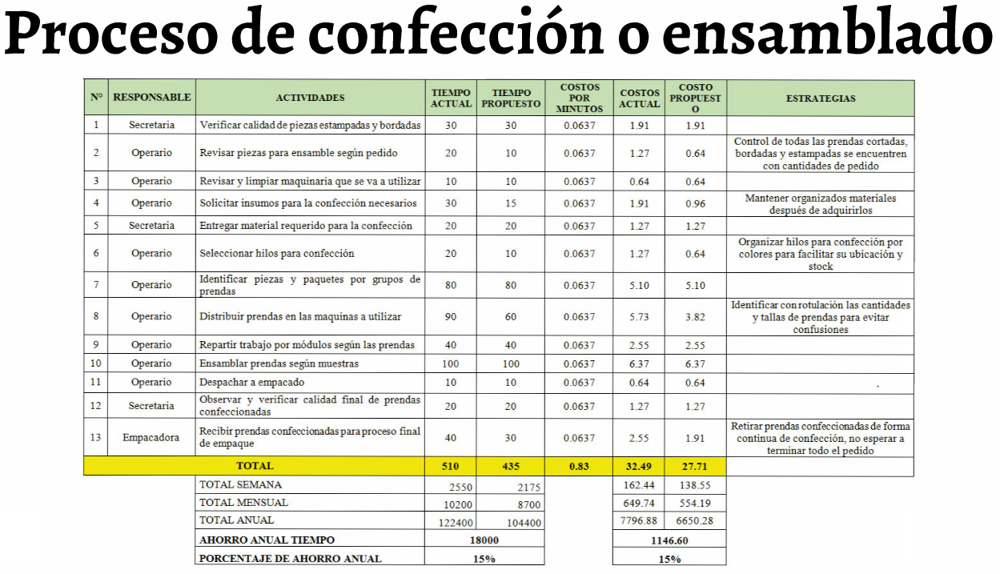 Proceso de confección o ensamblado
N° RESPONSABLE ACTIVIDADES TIEMPO ACTUAL TIEMPO PROPUESTO COSTOS POR MINUTOS COSTOS ACTUAL COSTO PROPUESTO ESTRATEGIAS
1 Secretaria Verificar calidad de piezas estampadas y bordadas 30 30 0.0637 1.91 1.91
2 Operario Revisar piezas para ensamble según pedido 20 10 0.0637 1.27 0.64 Control de todas las prendas cortadas, bordadas y estampadas se encuentren con cantidades de pedido
3 Operario Revisar y limpiar maquinaria que se va a utilizar 10 10 0.0637 0.64 0.64
4 Operario Solicitar insumos para la confección necesarios 30 15 0.0637 1.91 0.96 Mantener organizados materiales después de adquirirlos
5 Secretaria Entregar material requerido para la confección 20 20 0.0637 1.27 1.27
6 Operario Seleccionar hilos para confección 20 10 0.0637 1.27 0.64 Organizar hilos para confección por colores para facilitar su ubicación y stock
7 Operario Identificar piezas y paquetes por grupos de prendas 80 80 0.0637 5.10 5.10
8 Operario Distribuir prendas en las maquinas a utilizar 90 60 0.0637 5.73 3.82 Identificar con rotulación las cantidades y tallas de prendas para evitar confusiones
9 Operario Repartir trabajo por módulos según las prendas 40 40 0.0637 2.55 2.55
10 Operario Ensamblar prendas según muestras 100 100 0.0637 6.37 6.37
11 Operario Despachar a empacado 10 10 0.0637 0.64 0.64
12 Secretaria Observar y verificar calidad final de prendas confeccionadas 20 20 0.0637 1.27 1.27
13 Empacadora Recibir prendas confeccionadas para proceso final de empaque 40 30 0.0637 2.55 1.91 Retirar prendas confeccionadas de forma continua de confección, no esperar a terminar todo el pedido
TOTAL 510 435 0.83 32.49 27.71
TOTAL SEMANA 2550 2175 162.44 138.55
TOTAL MENSUAL 10200 8700 649.74 554.19
TOTAL ANUAL 122400 104400 7796.88 6650.28
AHORRO ANUAL TIEMPO 18000 1146.60
PORCENTAJE DE AHORRO ANUAL 15% 15%